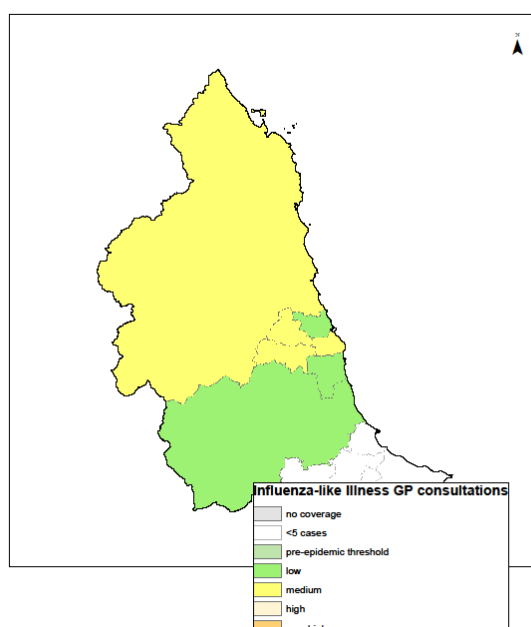 N
Influenza-like Illness GP consultations
no coverage
<5 cases
pre-epidemic threshold
low
medium
high